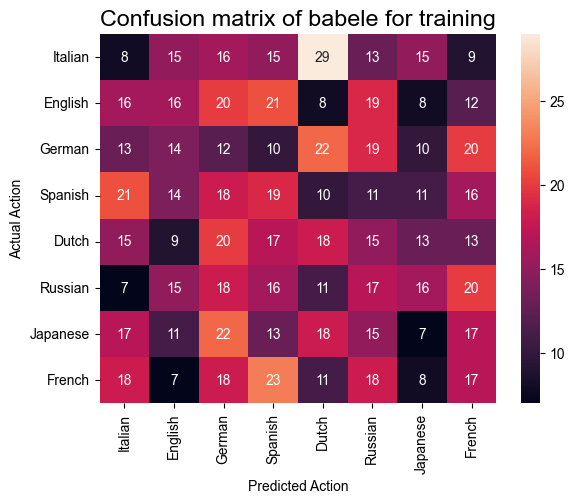 Confusion matrix of babele for training
Italian 8 15 16 15 29 13 15 9
English 16 16 20 21 8 19 8 12
German 13 14 12 10 22 19 10 20
Spanish 21 14 18 19 10 11 11 16
Dutch 15 9 20 17 18 15 13 13
Russian 7 15 18 16 11 17 16 20
Japanese 17 11 22 13 18 15 7 17
French 18 7 18 23 11 18 8 17
Italian English German Spanish Dutch Russian Japanese French
Predicted Action
Actual Action
25
20
15
10